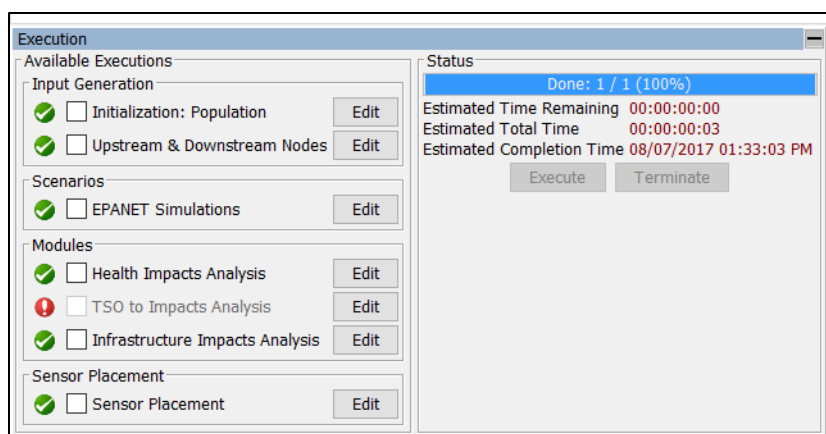 Execution
Available Executions
Input Generation
Initialization: Population Edit
Upstream & Downstream Nodes Edit
Scenarios
EPANET Simulations Edit
Modules
Health Impacts Analysis Edit
TSO to Impacts Analysis Edit
Infrastructure Impacts Analysis Edit
Sensor Placement
Sensor Placement Edit
Status
Done: 1 / 1 (100%)
Estimated Time Remaining 00:00:00:00
Estimated Total Time 00:00:00:03
Estimated Completion Time 08/07/2017 01:33:03 PM
Execute Terminate